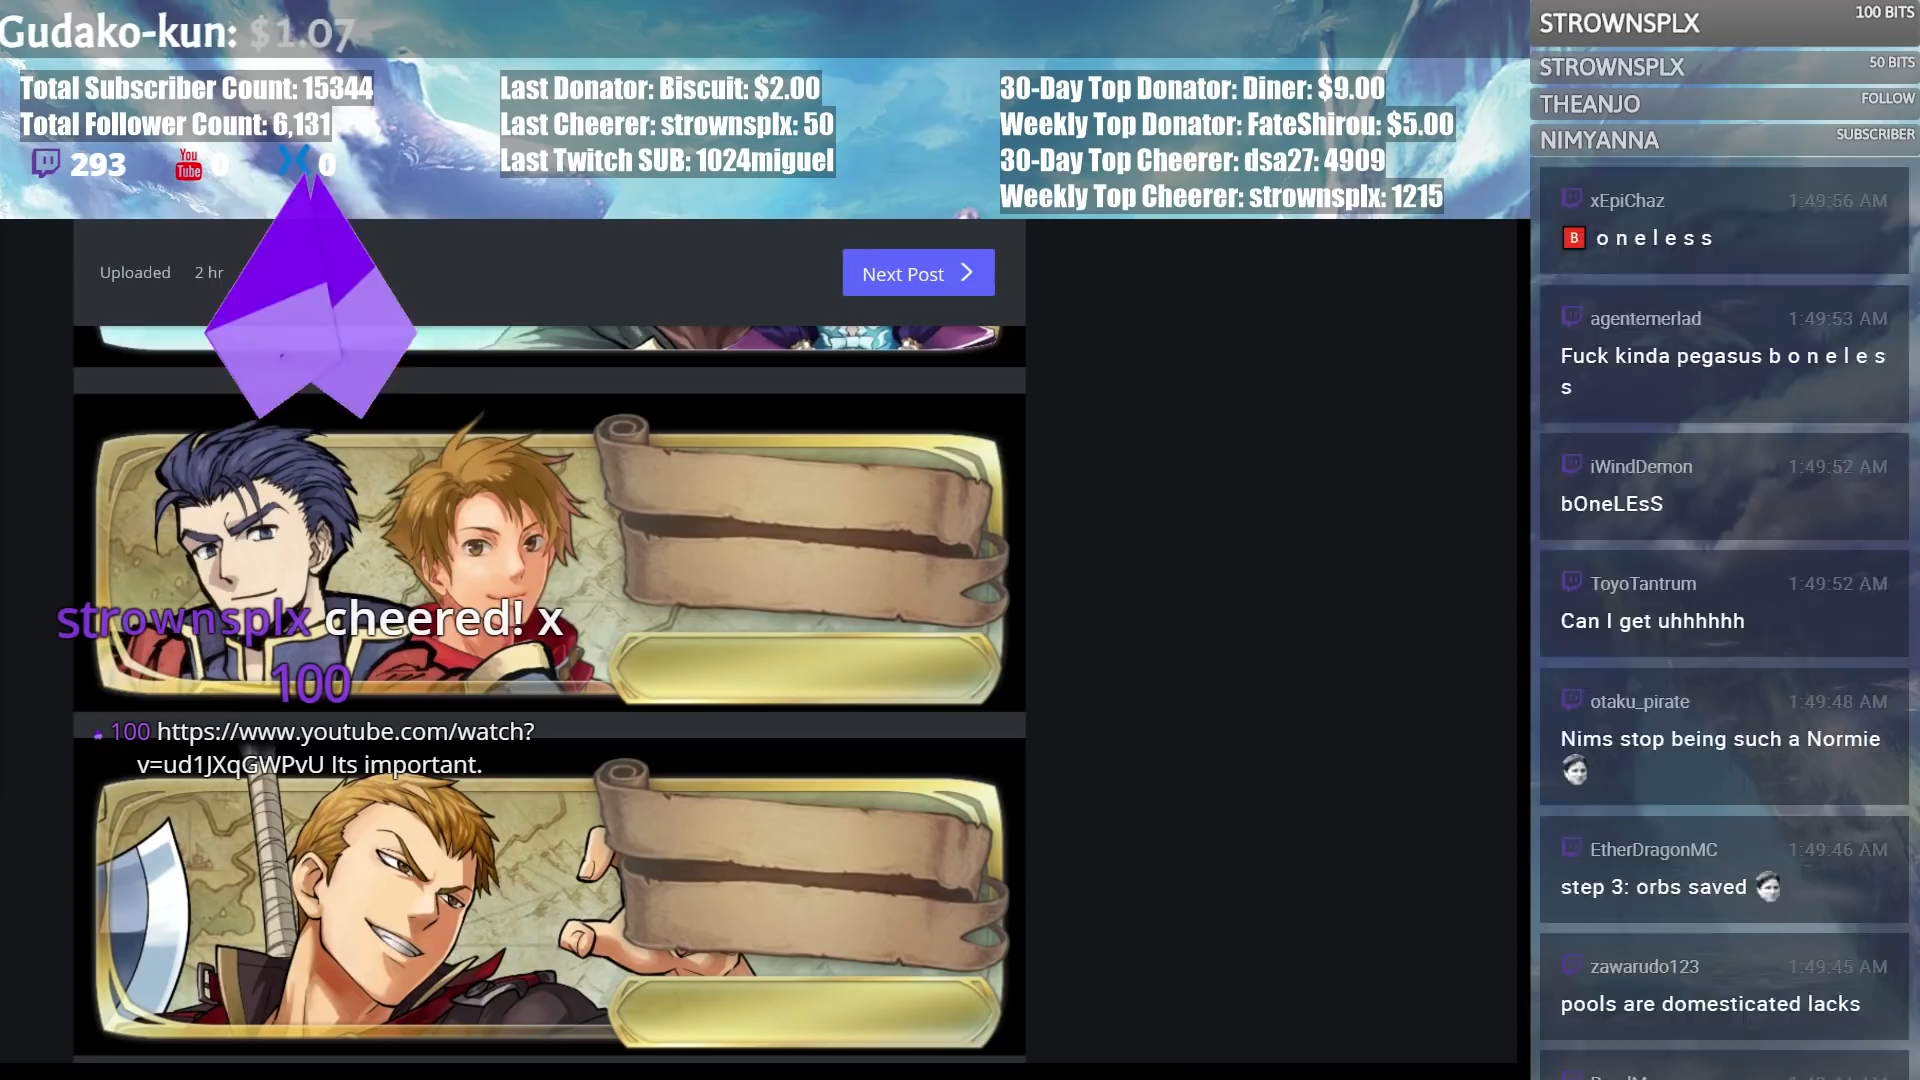 Gudako-kun: $1.07
Total Subscriber Count: 15344
Total Follower Count: 6,131
293
You Tube 0
0
Last Donator: Biscuit: $2.00
Last Cheerer: strownsplx: 50
Last Twitch SUB: 1024miguel
30-Day Top Donator: Diner: $9.00
Weekly Top Donator: FateShirou: $5.00
30-Day Top Cheerer: dsa27: 4909
Weekly Top Cheerer: strownsplx: 1215
Uploaded 2 hr
Next Post
strownsplx cheered! x
100
100 https://www.youtube.com/watch?
v=ud1JXqGWPvU Its important.
STROWNSPLX 100 BITS
STROWNSPLX 50 BITS
THEANJO FOLLOW
NIMYANNA SUBSCRIBER
xEpiChaz 1:49:56 AM
B o n e l e s s
agentemerlad 1:49:53 AM
Fuck kinda pegasus b o n e l e s
s
iWindDemon 1:49:52 AM
bOneLEsS
ToyoTantrum 1:49:52 AM
Can I get uhhhhhh
otaku_pirate 1:49:48 AM
Nims stop being such a Normie
EtherDragonMC 1:49:46 AM
step 3: orbs saved
zawarudo123 1:49:45 AM
pools are domesticated lacks